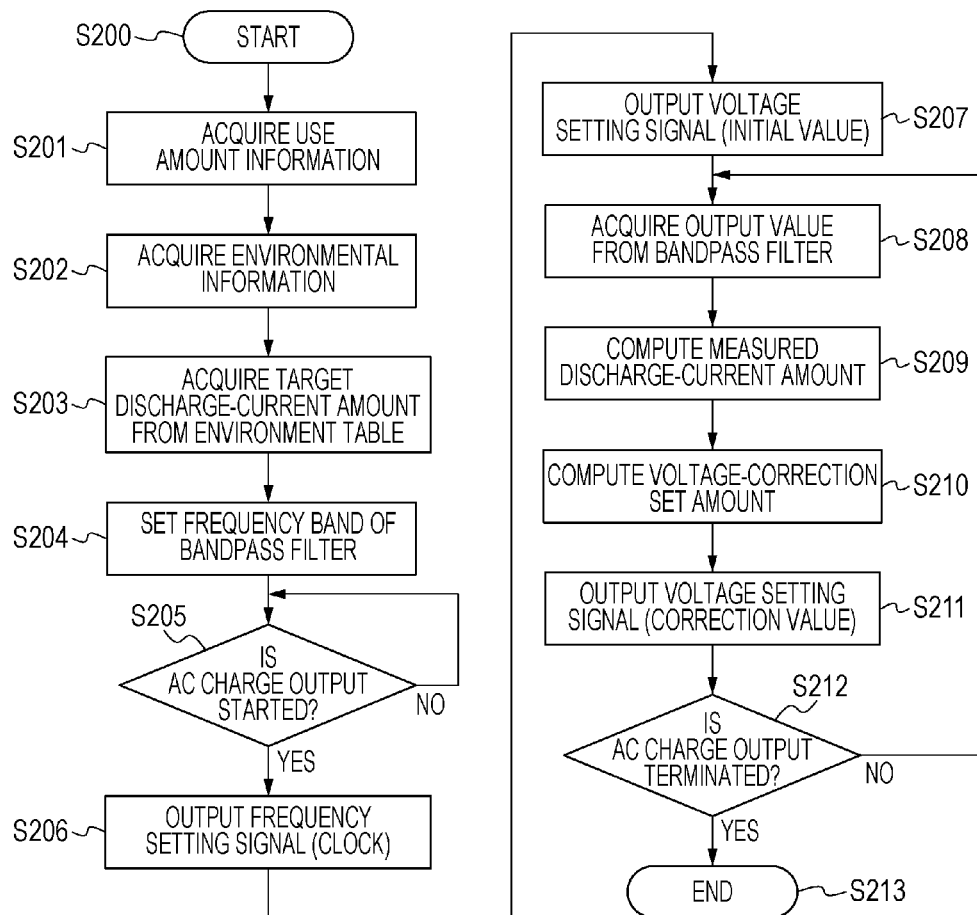 S200
START
S201
ACQUIRE USE
AMOUNT INFORMATION
S202
ACQUIRE ENVIRONMENTAL
INFORMATION
S203
ACQUIRE TARGET
DISCHARGE-CURRENT AMOUNT
FROM ENVIRONMENT TABLE
S204
SET FREQUENCY BAND OF
BANDPASS FILTER
S205
IS
AC CHARGE OUTPUT
STARTED?
NO
YES
S206
OUTPUT FREQUENCY
SETTING SIGNAL (CLOCK)
OUTPUT VOLTAGE
SETTING SIGNAL (INITIAL VALUE)
S207
ACQUIRE OUTPUT VALUE
FROM BANDPASS FILTER
S208
COMPUTE MEASURED
DISCHARGE-CURRENT AMOUNT
S209
COMPUTE VOLTAGE-CORRECTION
SET AMOUNT
S210
OUTPUT VOLTAGE SETTING
SIGNAL (CORRECTION VALUE)
S211
S212
IS
AC CHARGE OUTPUT
TERMINATED?
NO
YES
END
S213